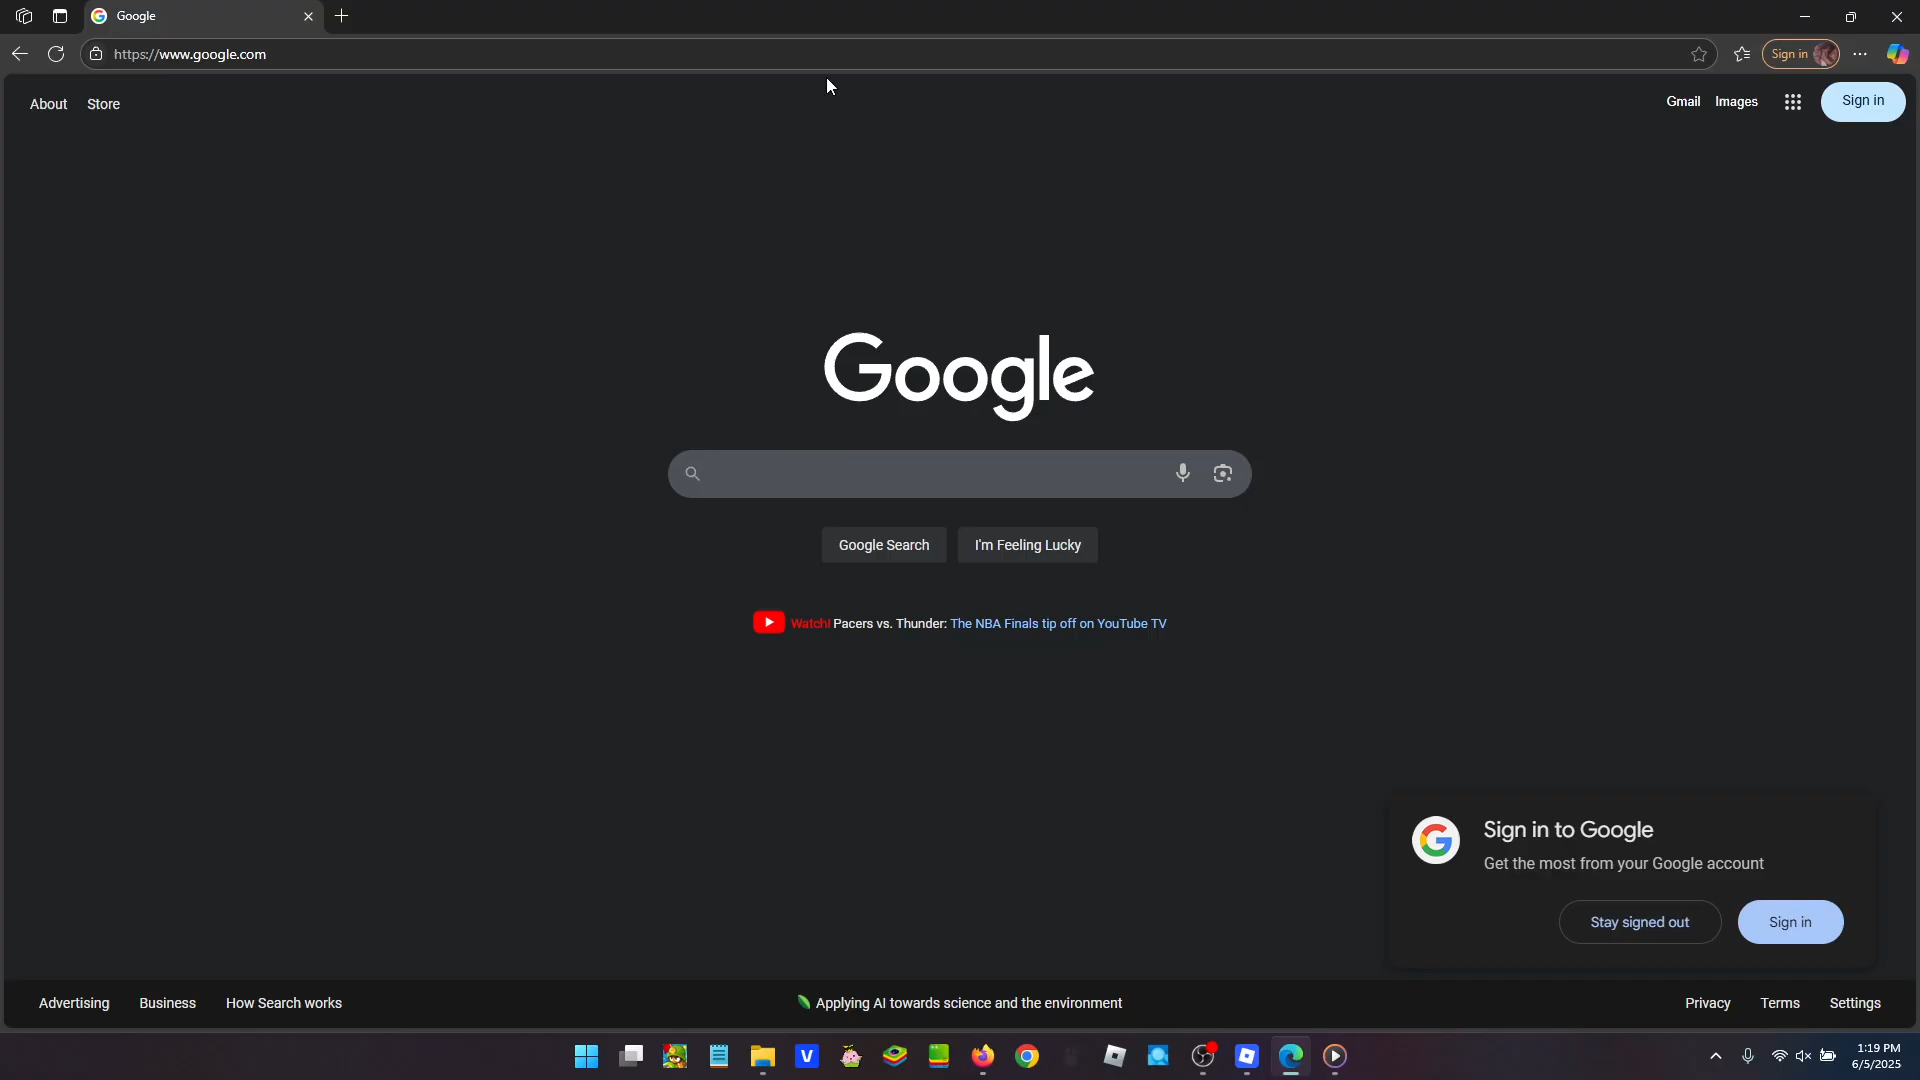 Google
https://www.google.com
Sign in
About
Store
Gmail
Images
Sign in
Google
Google Search
I'm Feeling Lucky
Watch! Pacers vs. Thunder: The NBA Finals tip off on YouTube TV
Sign in to Google
Get the most from your Google account
Stay signed out
Sign in
Advertising
Business
How Search works
Applying AI towards science and the environment
Privacy
Terms
Settings
V
1:19 PM
6/5/2025